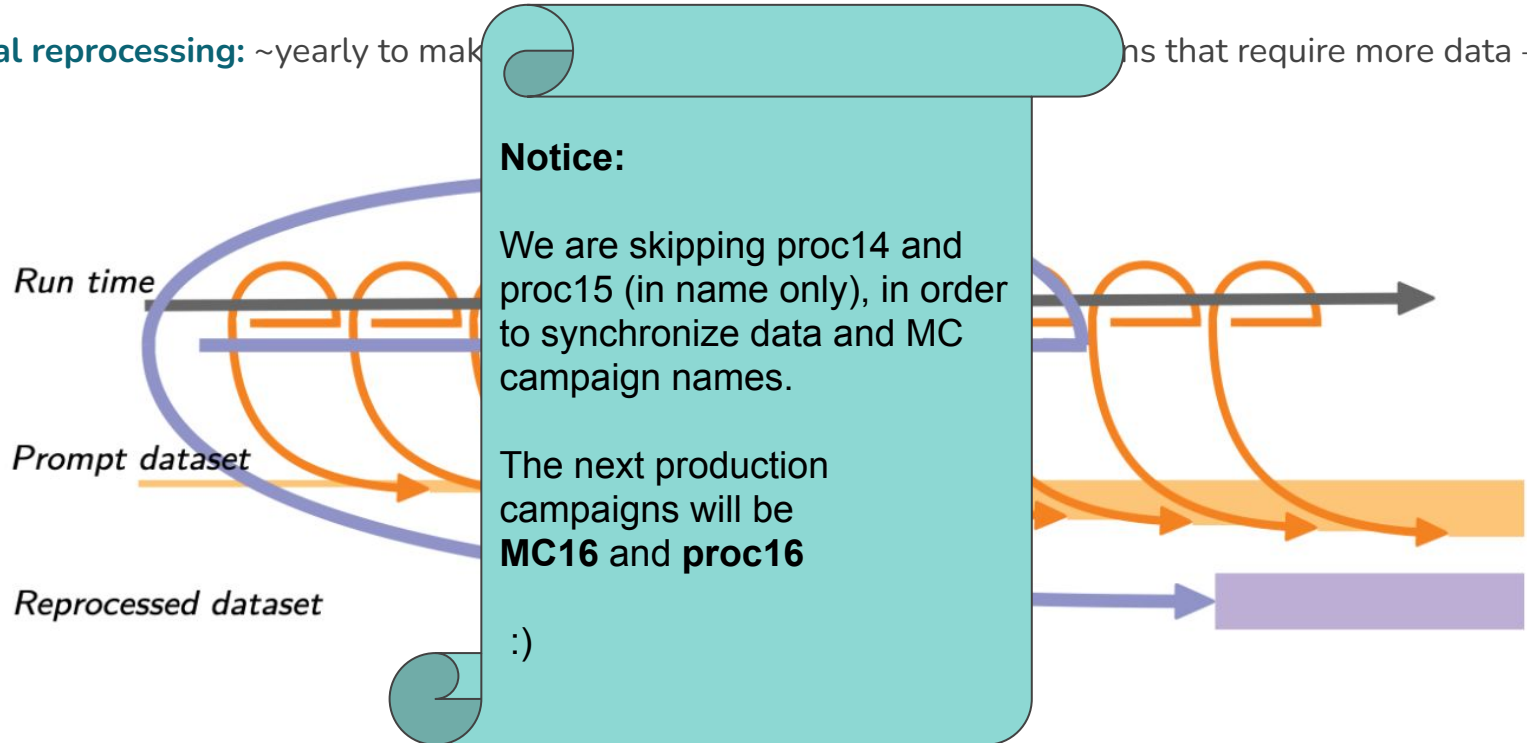 al reprocessing: ~yearly to mak ns that require more data -
Notice:
We are skipping proc14 and
proc15 (in name only), in order
to synchronize data and MC
campaign names.
The next production
campaigns will be
MC16 and proc16
:)
Run time
Prompt dataset
Reprocessed dataset